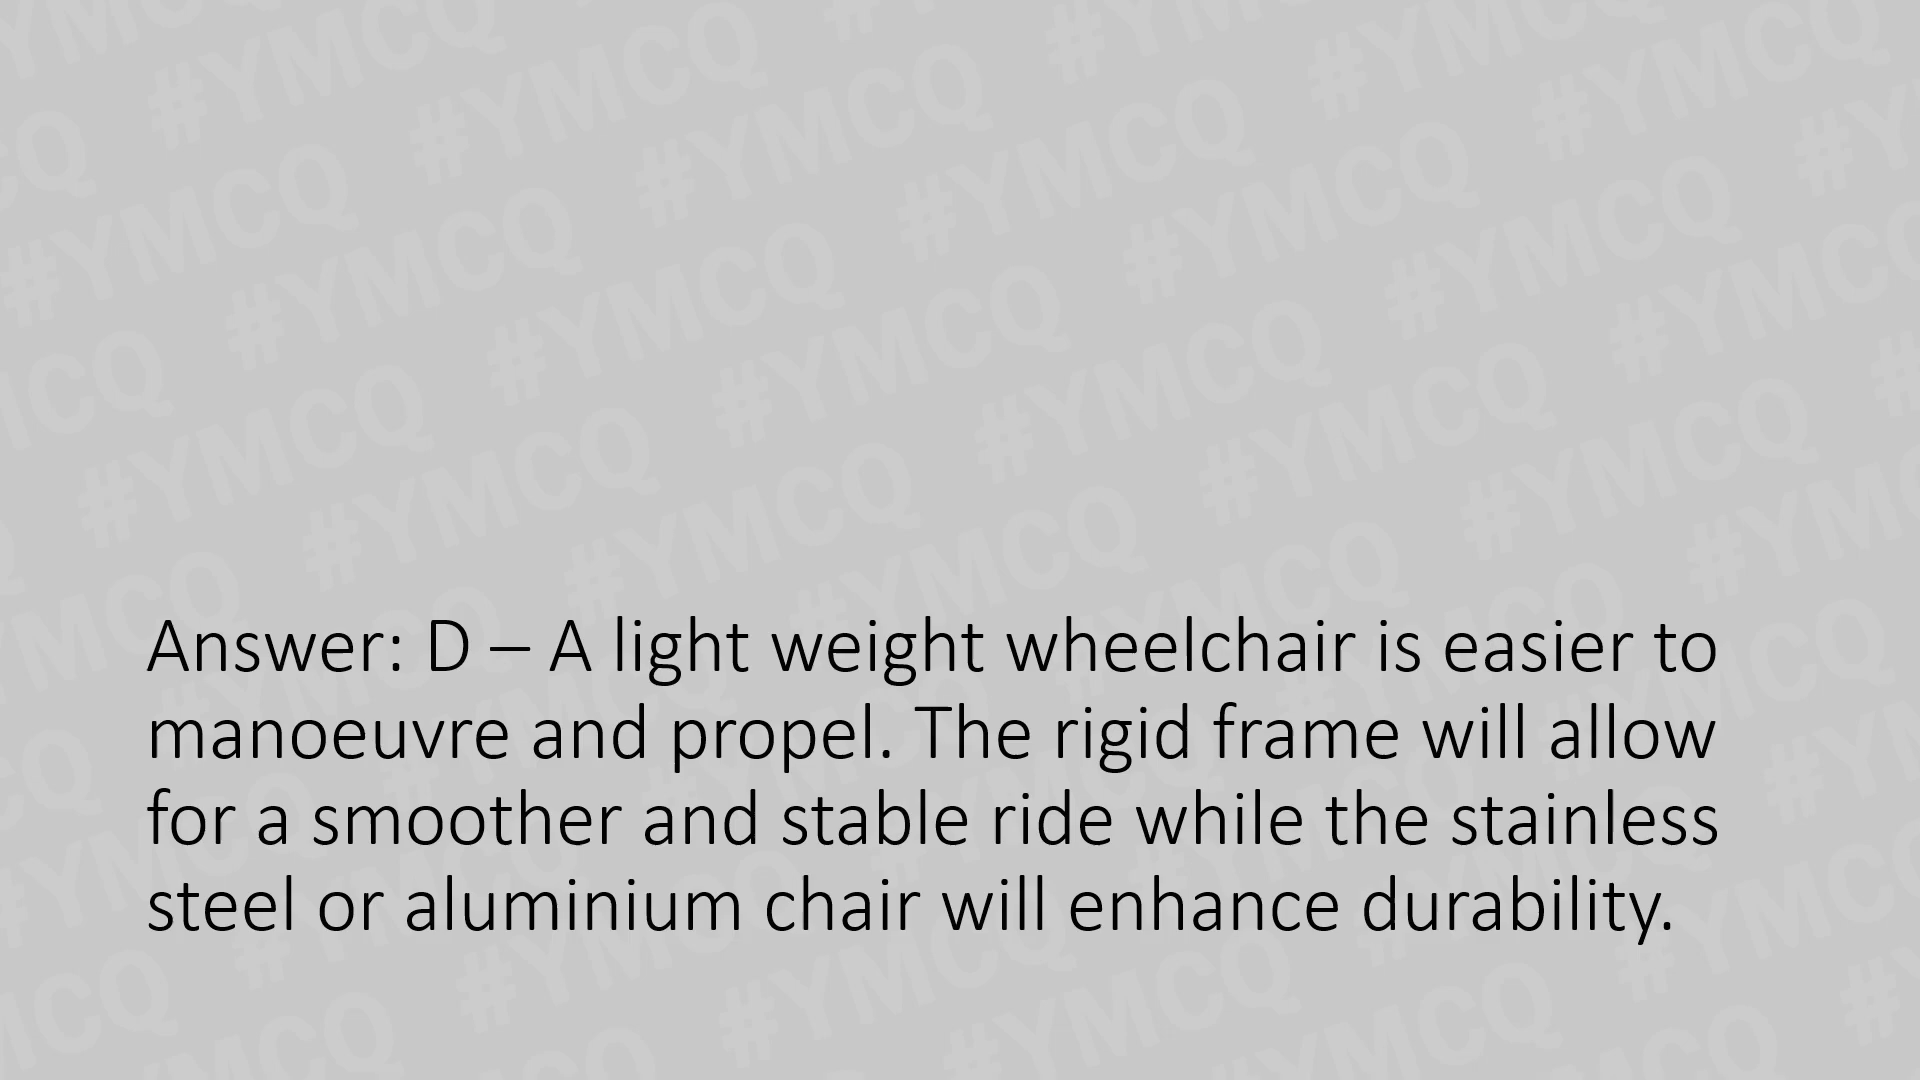 Answer: D – A light weight wheelchair is easier to
manoeuvre and propel. The rigid frame will allow
for a smoother and stable ride while the stainless
steel or aluminium chair will enhance durability.
#YMCQ